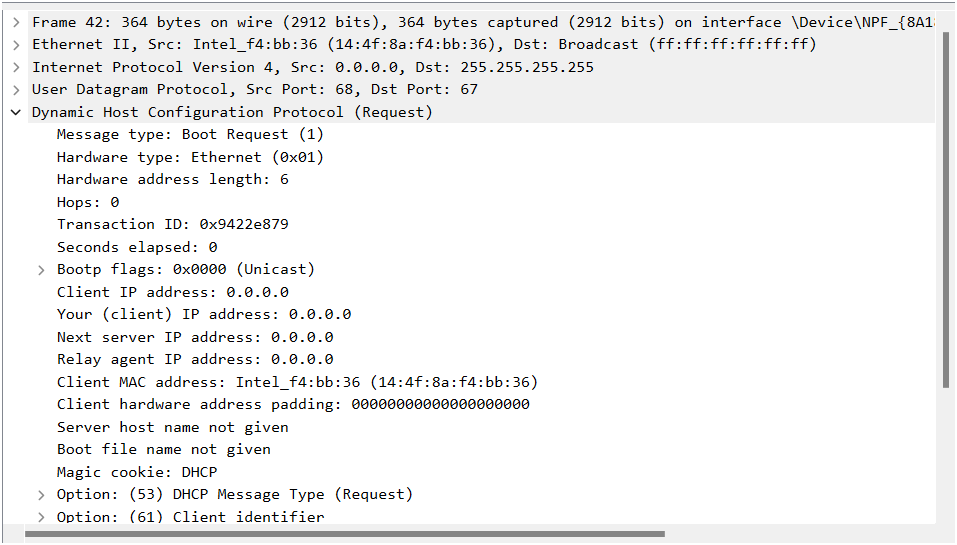 Frame 42: 364 bytes on wire (2912 bits), 364 bytes captured (2912 bits) on interface \Device\NPF_{8A1
Ethernet II, Src: Intel_f4:bb:36 (14:4f:8a:f4:bb:36), Dst: Broadcast (ff:ff:ff:ff:ff:ff)
Internet Protocol Version 4, Src: 0.0.0.0, Dst: 255.255.255.255
User Datagram Protocol, Src Port: 68, Dst Port: 67
Dynamic Host Configuration Protocol (Request)
Message type: Boot Request (1)
Hardware type: Ethernet (0x01)
Hardware address length: 6
Hops: 0
Transaction ID: 0x9422e879
Seconds elapsed: 0
Bootp flags: 0x0000 (Unicast)
Client IP address: 0.0.0.0
Your (client) IP address: 0.0.0.0
Next server IP address: 0.0.0.0
Relay agent IP address: 0.0.0.0
Client MAC address: Intel_f4:bb:36 (14:4f:8a:f4:bb:36)
Client hardware address padding: 00000000000000000000
Server host name not given
Boot file name not given
Magic cookie: DHCP
Option: (53) DHCP Message Type (Request)
Option: (61) Client identifier